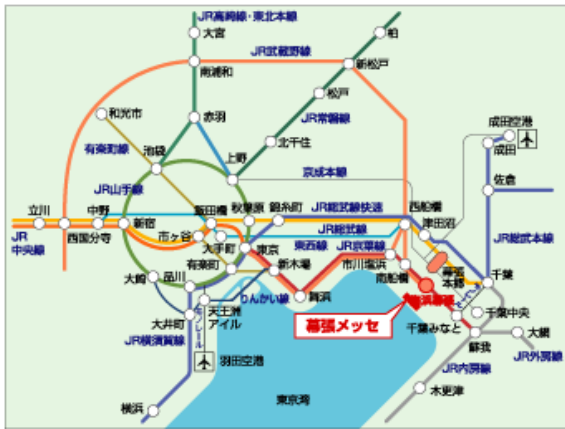 JR高崎線・東北本線
大宮
柏
JR武蔵野線
南浦和
新松戸
和光市
松戸
赤羽
JR常磐線
成田空港
有楽町線
池袋
北千住
成田
上野
京成本線
JR山手線
佐倉
飯田橋
秋葉原
錦糸町
JR総武線快速
西船橋
立川
中野
新宿
津田沼
JR総武本線
JR
中央線
西国分寺
市ヶ谷
大手町
東京
東西線
JR総武線
JR京葉線
幕張
本郷
有楽町
新木場
市川塩浜
大崎
品川
南船橋
千葉
りんかい線
舞浜
海浜幕張
天王洲
アイル
幕張メッセ
千葉中央
大井町
モノレール
千葉みなと
大網
JR横須賀線
蘇我
JR外房線
羽田空港
JR内房線
木更津
横浜
東京湾